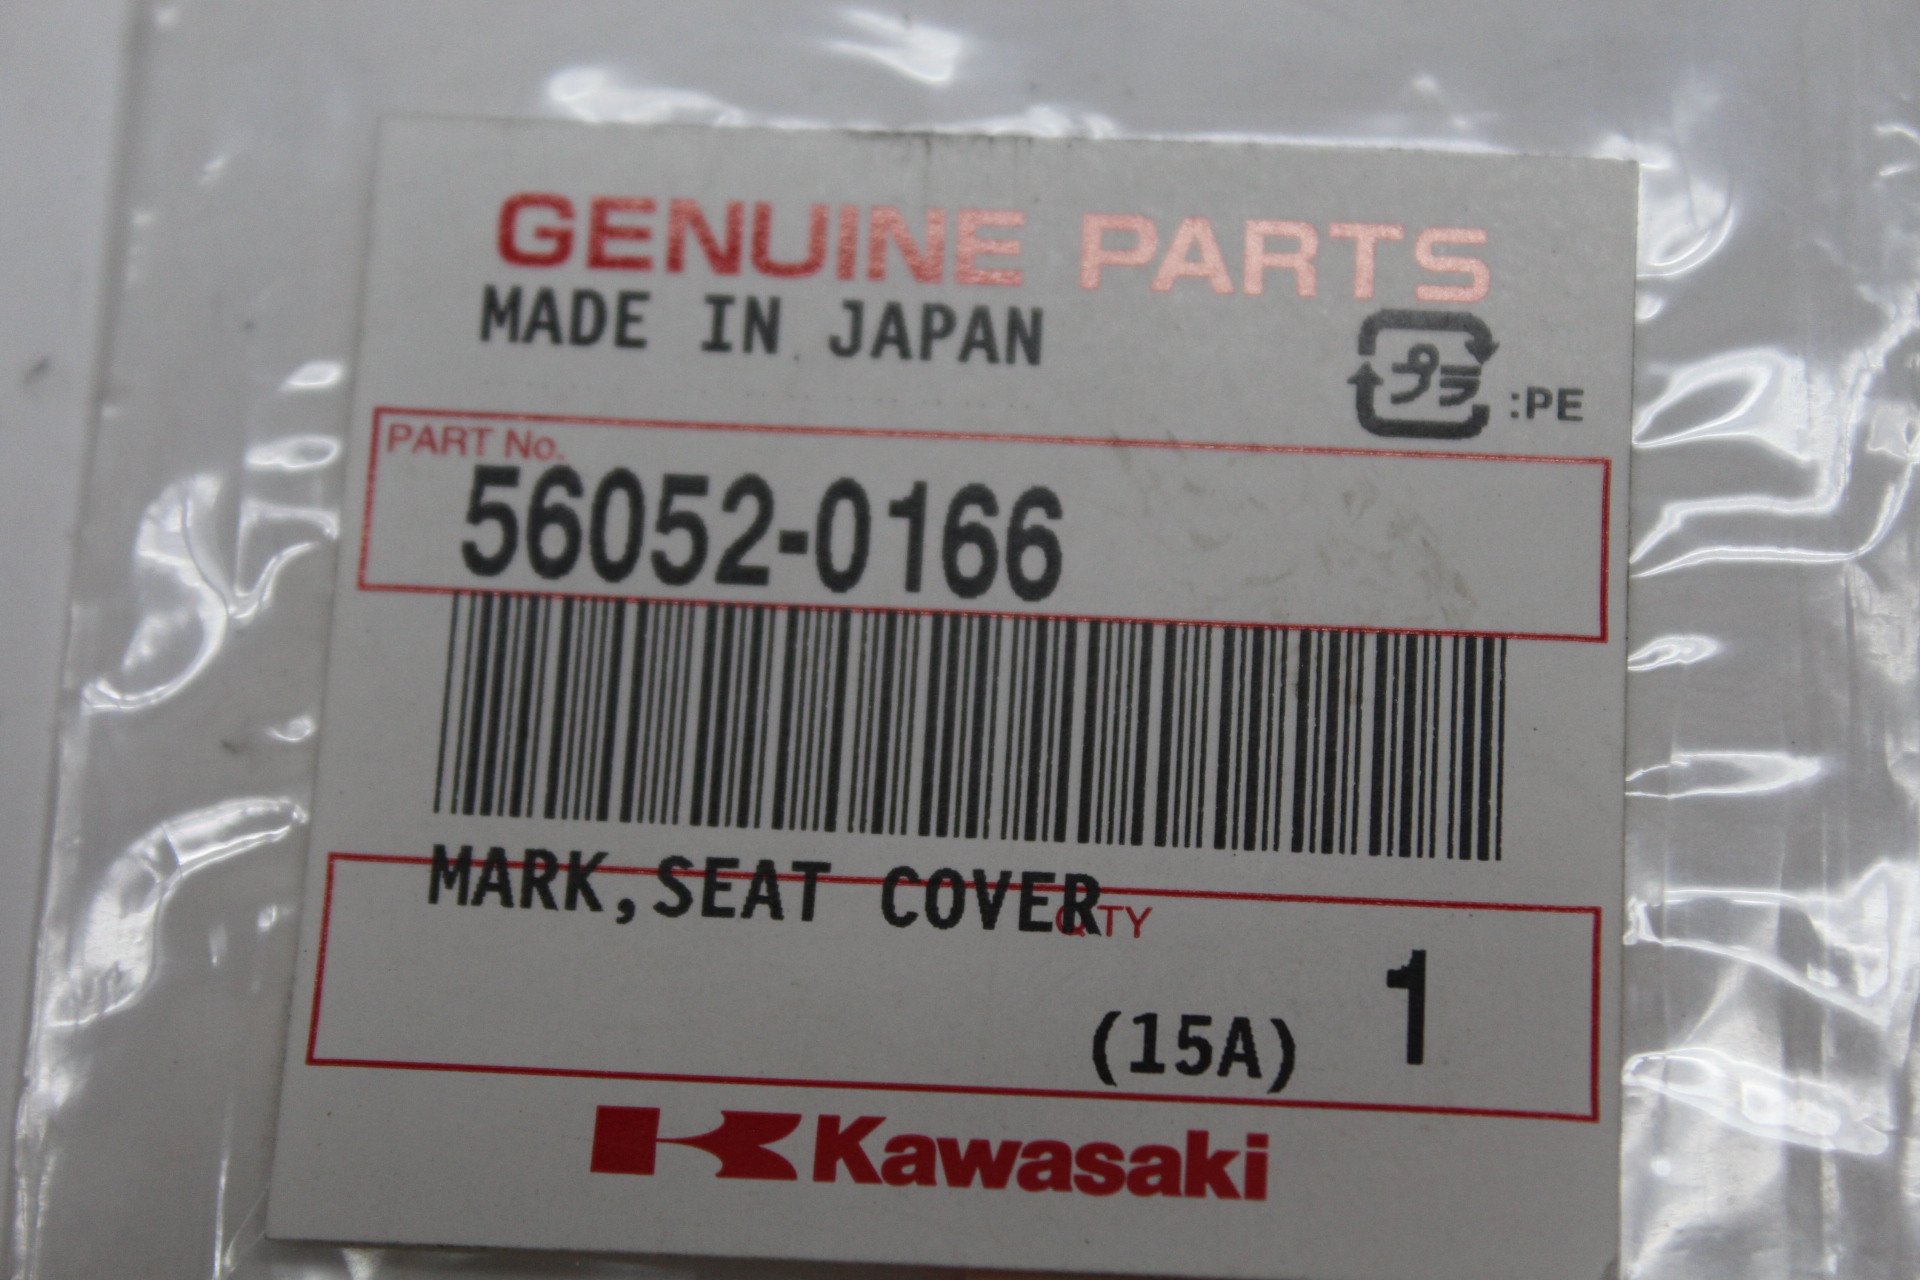 GENUINE PARTS
MADE IN JAPAN
プラ :PE
PART No.
56052-0166
MARK,SEAT COVER
QTY
(15A) 1
Kawasaki